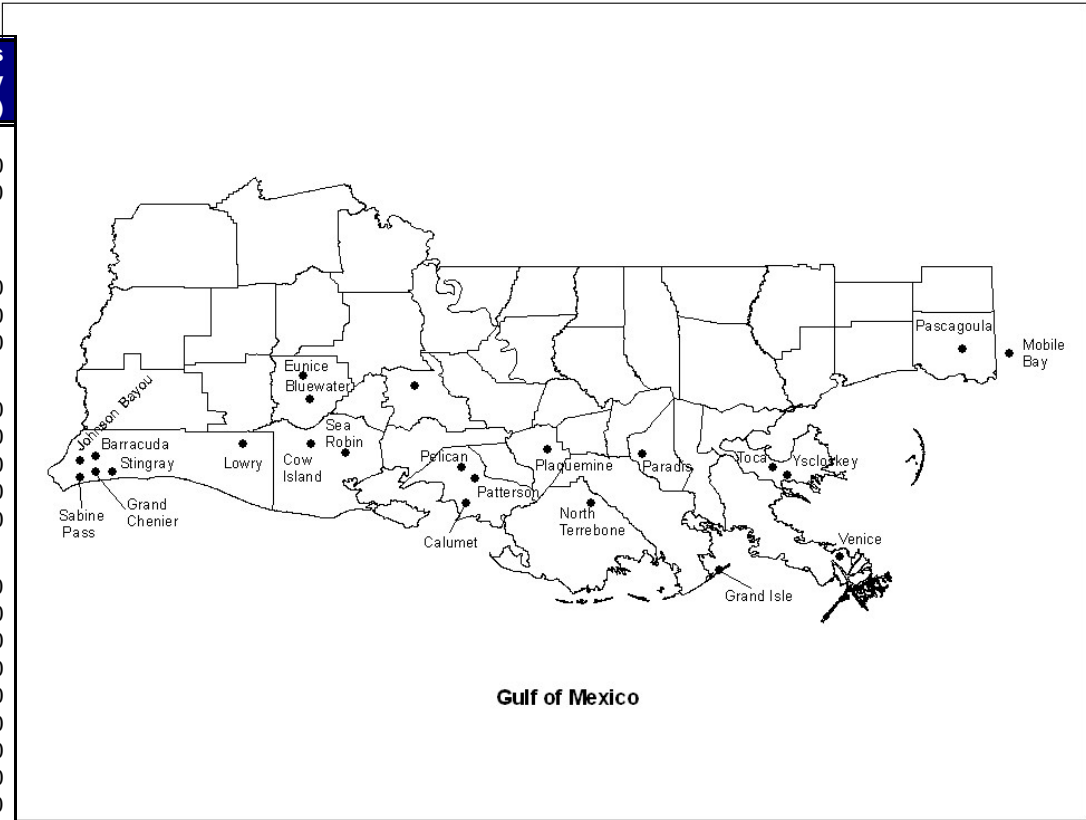 s
y
)
Pascagoula
Mobile
Bay
Eunice
Bluewater
Johnson Bayou
Sea
Robin
Barracuda
Stingray
Lowry
Cow
Island
Pelican
Patterson
Plaquemine
Paradis
Toca
Yscloskey
Sabine
Pass
Grand
Chenier
Calumet
North
Terrebone
Venice
Grand Isle
Gulf of Mexico